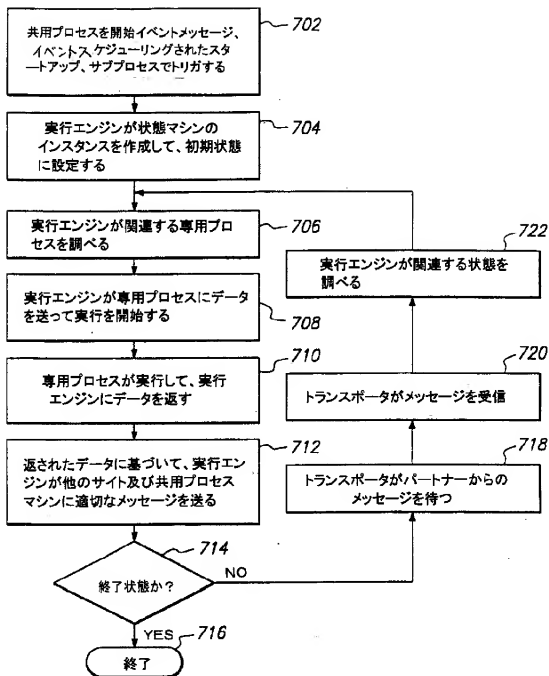 共用プロセスを開始イベントメッセージ、
イベントス、ケジューリングされたスタ
ートアップ、サブプロセスでトリガする
702
実行エンジンが状態マシンの
インスタンスを作成して、初期状態
に設定する
704
実行エンジンが関連する専用プロ
セスを調べる
706
実行エンジンが専用プロセスにデータ
を送って実行を開始する
708
専用プロセスが実行して、実行
エンジンにデータを返す
710
返されたデータに基づいて、実行エン
ジンが他のサイト及び共用プロセス
マシンに適切なメッセージを送る
712
終了状態か?
714
NO
YES
716
終了
トランスポータがパートナーからの
メッセージを待つ
718
トランスポータがメッセージを受信
720
実行エンジンが関連する状態を
調べる
722